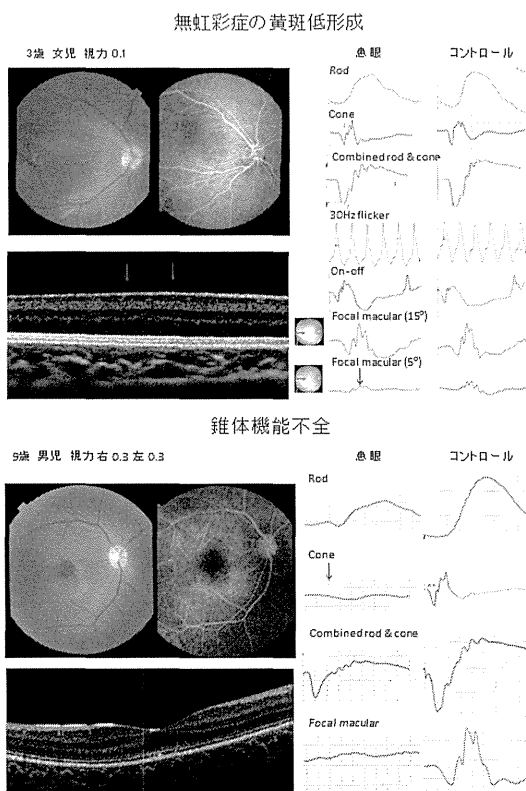 無虹彩症の黄斑低形成
3歳 女児 視力 0.1
患眼 コントロール
Rod
Cone
Combined rod & cone
30Hz flicker
On-off
Focal macular (15°)
Focal macular (5°)
錐体機能不全
9歳 男児 視力 右 0.3 左 0.3
患眼 コントロール
Rod
Cone
Combined rod & cone
Focal macular